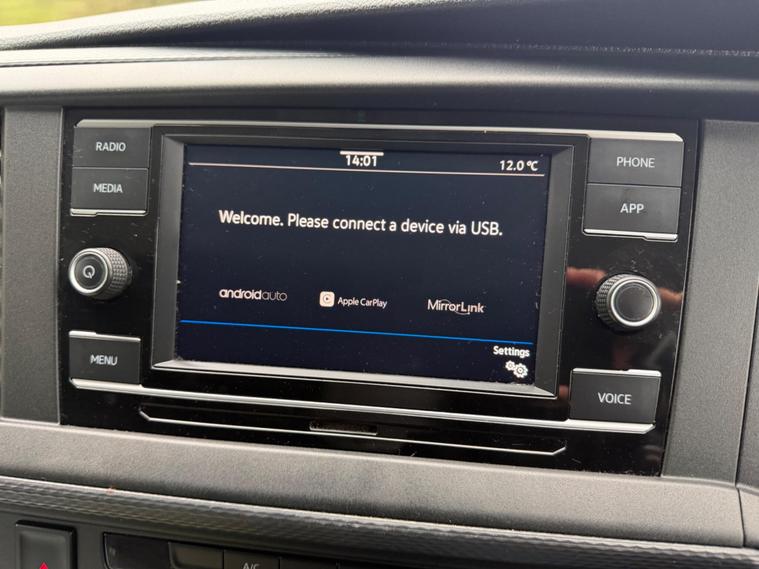 RADIO
MEDIA
14:01
12.0 °C
PHONE
APP
Welcome. Please connect a device via USB.
androidauto
Apple CarPlay
MirrorLink
Settings
MENU
VOICE
A/C